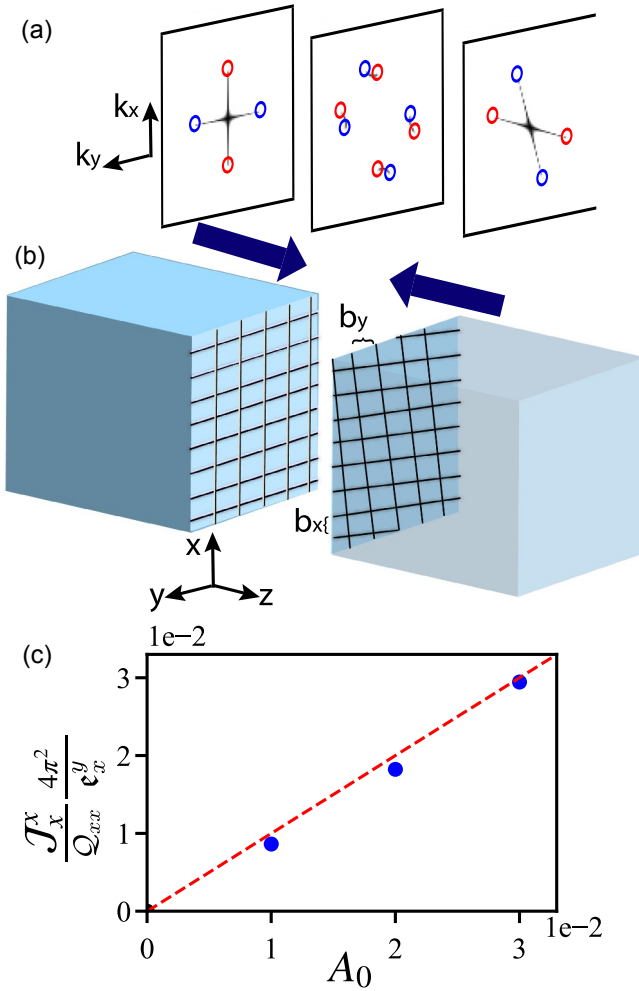 (a)
kx
ky
(b)
by
bx{
x
y
z
(c)
1e−2
3
2
1
0
𝒥ₓˣ/𝒬ₓₓ 4π²/𝔢ₓʸ
0
1
2
3
1e−2
A₀